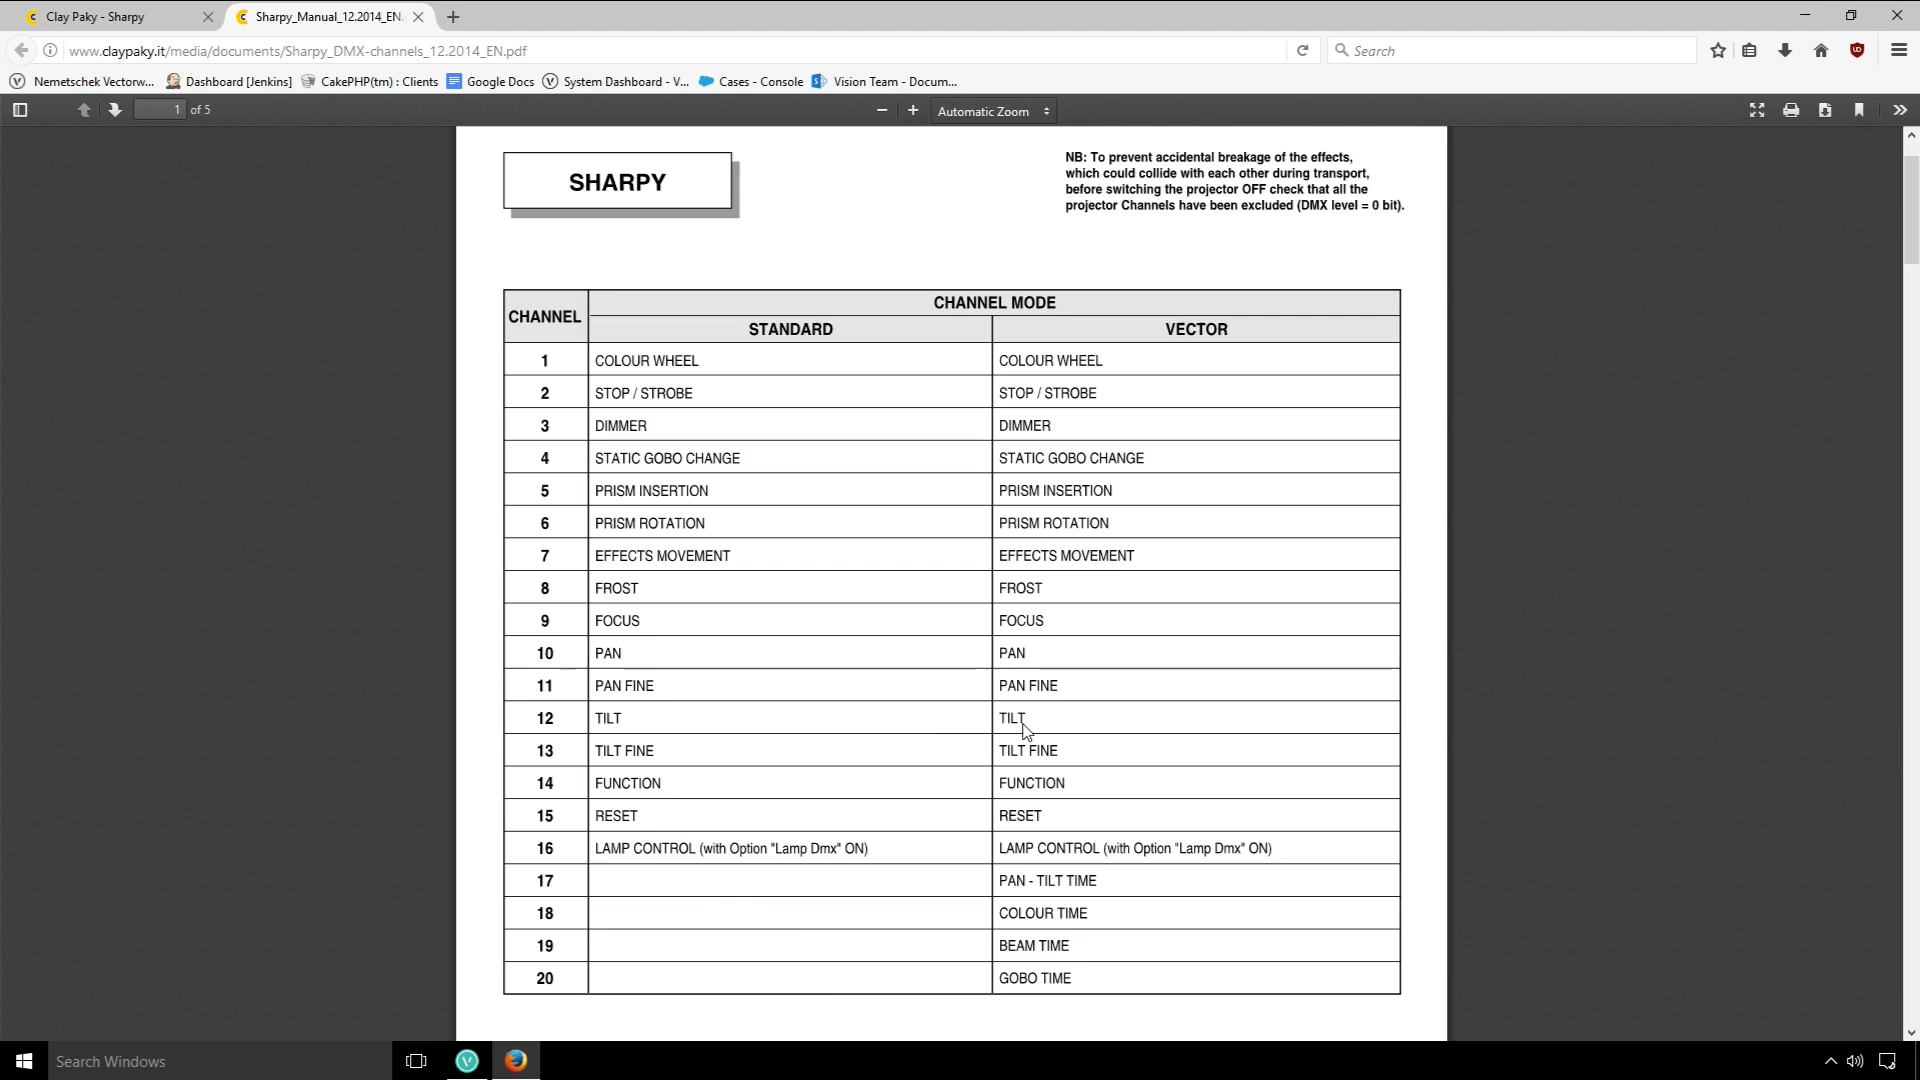 Clay Paky - Sharpy
Sharpy_Manual_12.2014_EN.
www.claypaky.it/media/documents/Sharpy_DMX-channels_12.2014_EN.pdf
Search
Nemetschek Vectorw... Dashboard [Jenkins] CakePHP(tm) : Clients Google Docs System Dashboard - V... Cases - Console Vision Team - Docum...
1 of 5 Automatic Zoom
SHARPY
NB: To prevent accidental breakage of the effects,
which could collide with each other during transport,
before switching the projector OFF check that all the
projector Channels have been excluded (DMX level = 0 bit).
CHANNEL CHANNEL MODE
STANDARD VECTOR
1 COLOUR WHEEL COLOUR WHEEL
2 STOP / STROBE STOP / STROBE
3 DIMMER DIMMER
4 STATIC GOBO CHANGE STATIC GOBO CHANGE
5 PRISM INSERTION PRISM INSERTION
6 PRISM ROTATION PRISM ROTATION
7 EFFECTS MOVEMENT EFFECTS MOVEMENT
8 FROST FROST
9 FOCUS FOCUS
10 PAN PAN
11 PAN FINE PAN FINE
12 TILT TILT
13 TILT FINE TILT FINE
14 FUNCTION FUNCTION
15 RESET RESET
16 LAMP CONTROL (with Option "Lamp Dmx" ON) LAMP CONTROL (with Option "Lamp Dmx" ON)
17 PAN - TILT TIME
18 COLOUR TIME
19 BEAM TIME
20 GOBO TIME
Search Windows